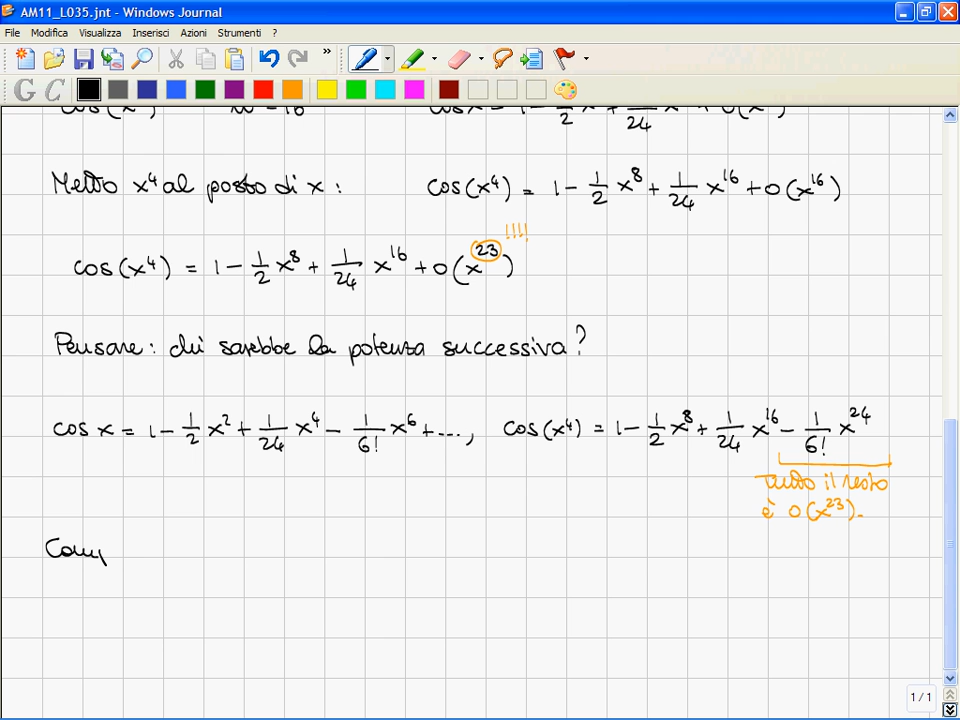 AM11_L035.jnt - Windows Journal
File Modifica Visualizza Inserisci Azioni Strumenti ?
Metto x⁴ al posto di x : cos(x⁴) = 1 - 1/2 x⁸ + 1/24 x¹⁶ + o(x¹⁶)
!!!!
cos(x⁴) = 1 - 1/2 x⁸ + 1/24 x¹⁶ + o(x²³)
Pensare: chi sarebbe la potenza successiva?
cos x = 1 - 1/2 x² + 1/24 x⁴ - 1/6! x⁶ + ..., cos(x⁴) = 1 - 1/2 x⁸ + 1/24 x¹⁶ - 1/6! x²⁴
Tutto il resto
è o(x²³).
1 / 1